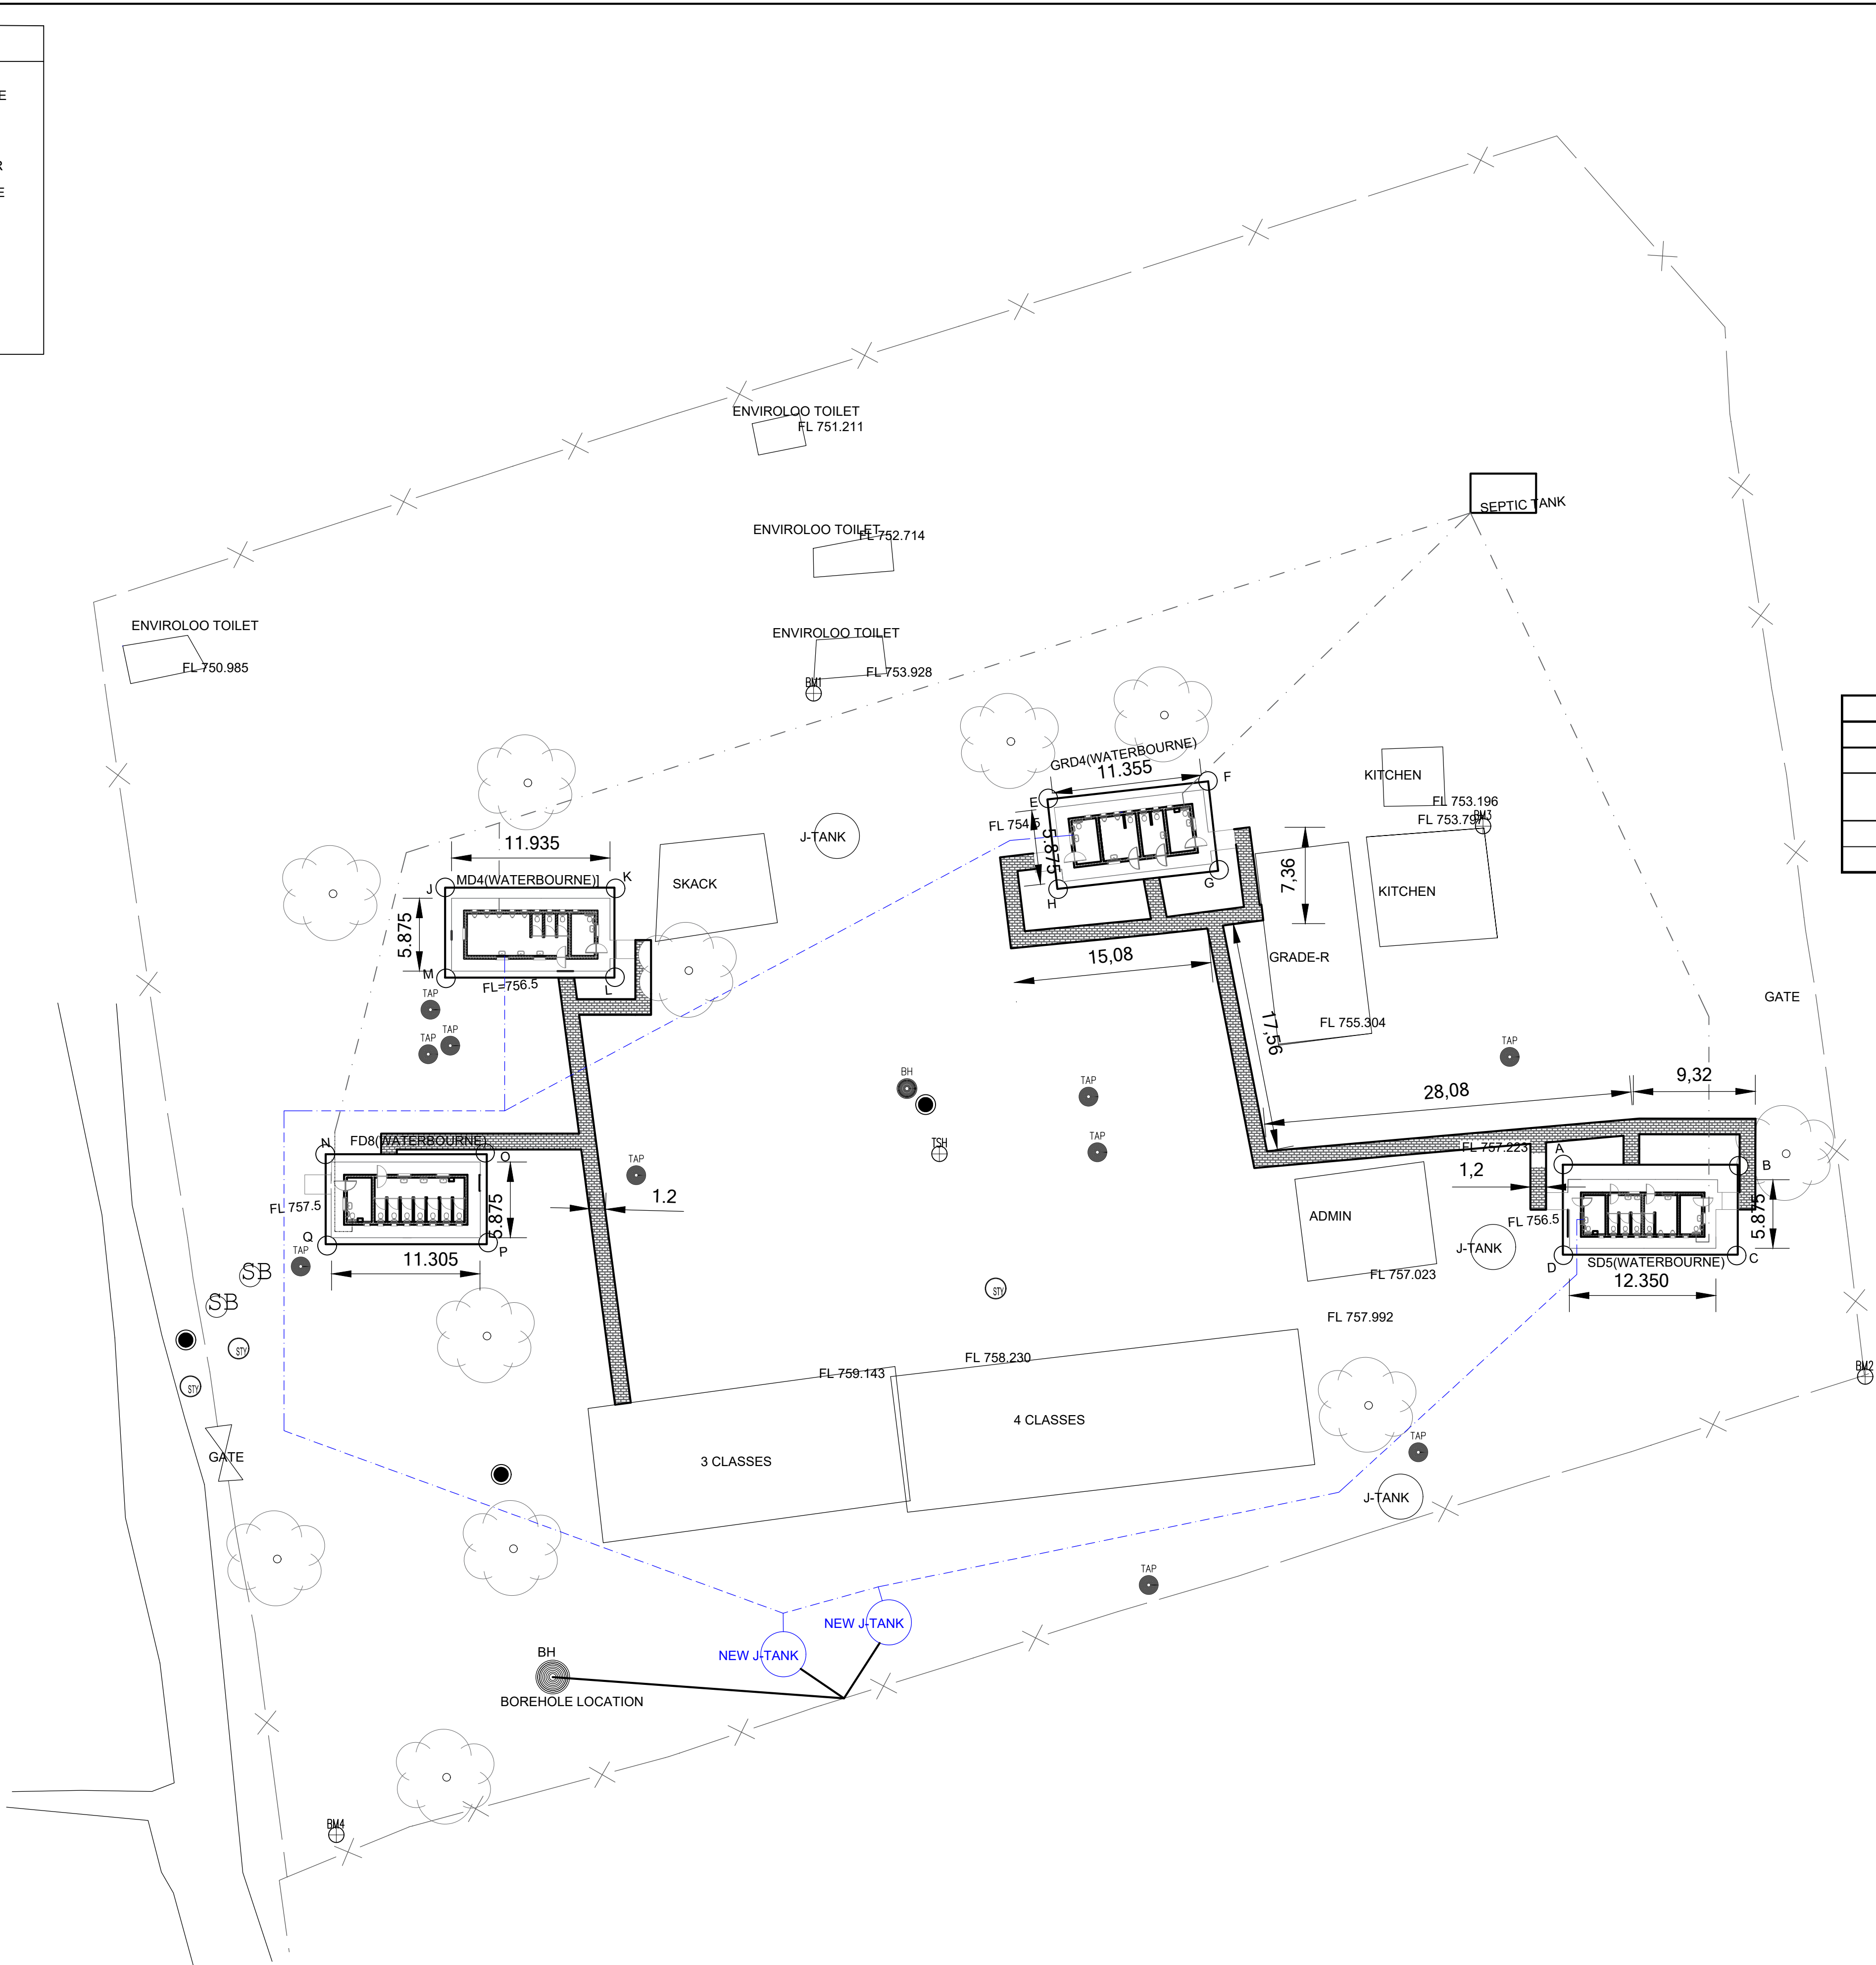 E
R
E
ENVIROLOO TOILET
FL 751.211
SEPTIC TANK
ENVIROLOO TOILET
FL 752.714
ENVIROLOO TOILET
FL 750.985
ENVIROLOO TOILET
FL 753.928
BM1
GRD4(WATERBOURNE)
11.355
E
F
FL 754.5
5.875
H
G
KITCHEN
FL 753.196
BM3
FL 753.797
KITCHEN
7,36
J-TANK
11.935
MD4(WATERBOURNE)]
J
K
5.875
M
L
FL=756.5
SKACK
15,08
GRADE-R
17,56
FL 755.304
GATE
TAP
TAP
TAP
BH
TAP
TAP
TAP
TSH
28,08
9,32
FD8(WATERBOURNE)
N
O
FL 757.5
5.875
Q
P
11.305
TAP
TAP
1.2
FL 757.223
A
B
1,2
FL 756.5
5.875
D
C
SD5(WATERBOURNE)
12.350
ADMIN
J-TANK
FL 757.023
STY
SB
SB
STY
STY
FL 757.992
FL 758.230
FL 759.143
BM2
4 CLASSES
3 CLASSES
GATE
TAP
J-TANK
TAP
NEW J-TANK
NEW J-TANK
BH
BOREHOLE LOCATION
BM4